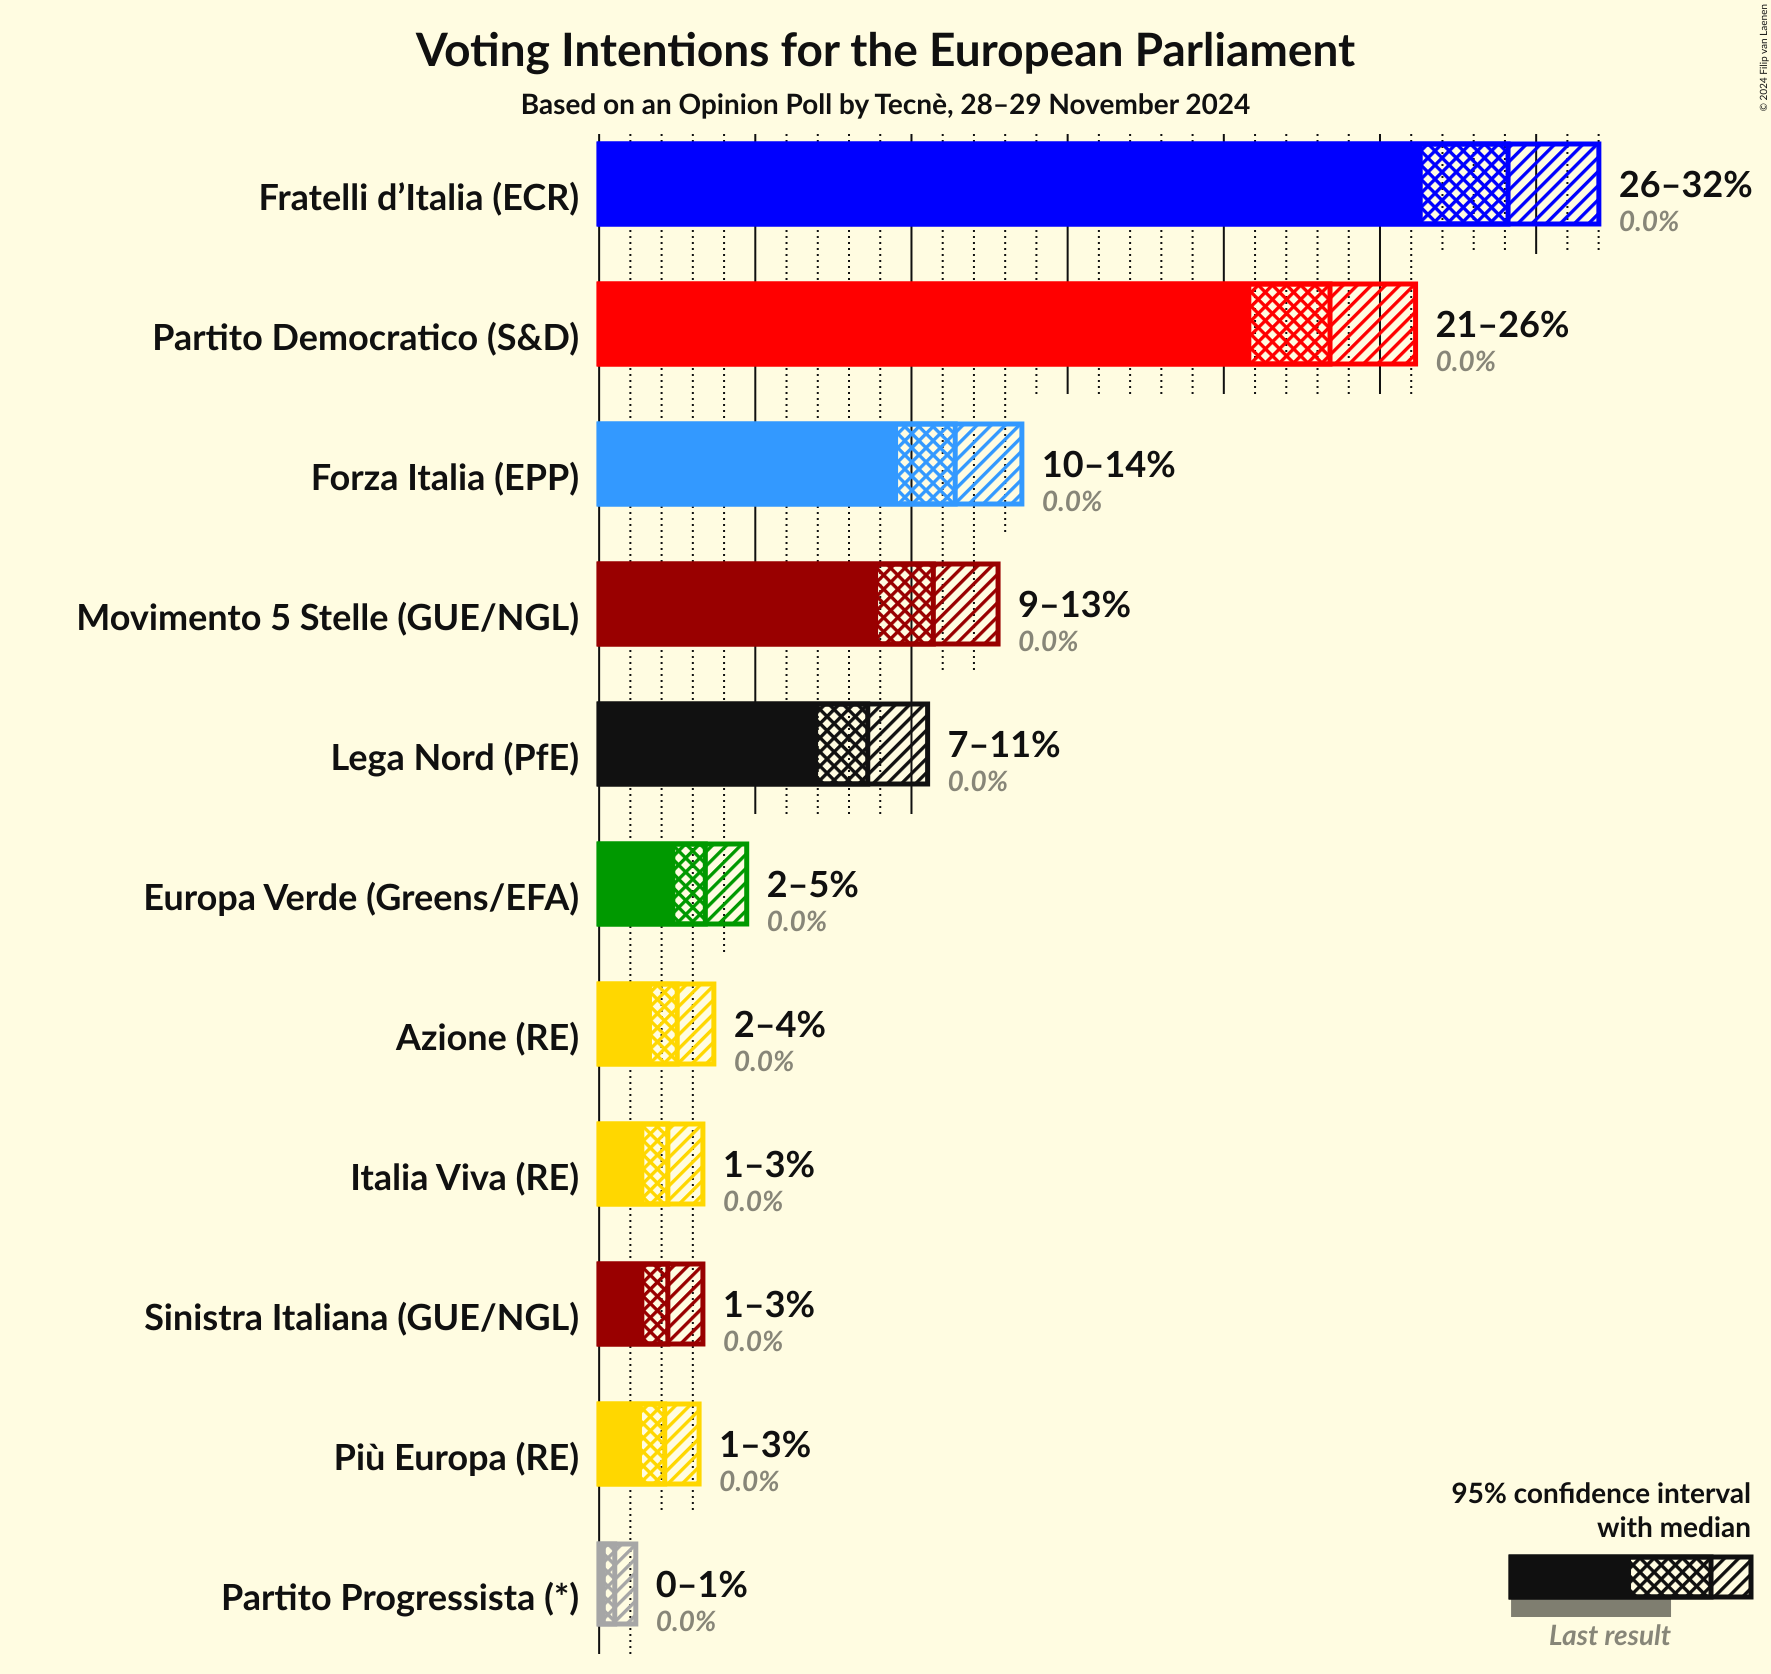 Voting Intentions for the European Parliament
Based on an Opinion Poll by Tecnè, 28–29 November 2024
© 2024 Filip van Laenen
Fratelli d’Italia (ECR)
26–32%
0.0%
Partito Democratico (S&D)
21–26%
0.0%
Forza Italia (EPP)
10–14%
0.0%
Movimento 5 Stelle (GUE/NGL)
9–13%
0.0%
Lega Nord (PfE)
7–11%
0.0%
Europa Verde (Greens/EFA)
2–5%
0.0%
Azione (RE)
2–4%
0.0%
Italia Viva (RE)
1–3%
0.0%
Sinistra Italiana (GUE/NGL)
1–3%
0.0%
Più Europa (RE)
1–3%
0.0%
Partito Progressista (*)
0–1%
0.0%
95% confidence interval
with median
Last result